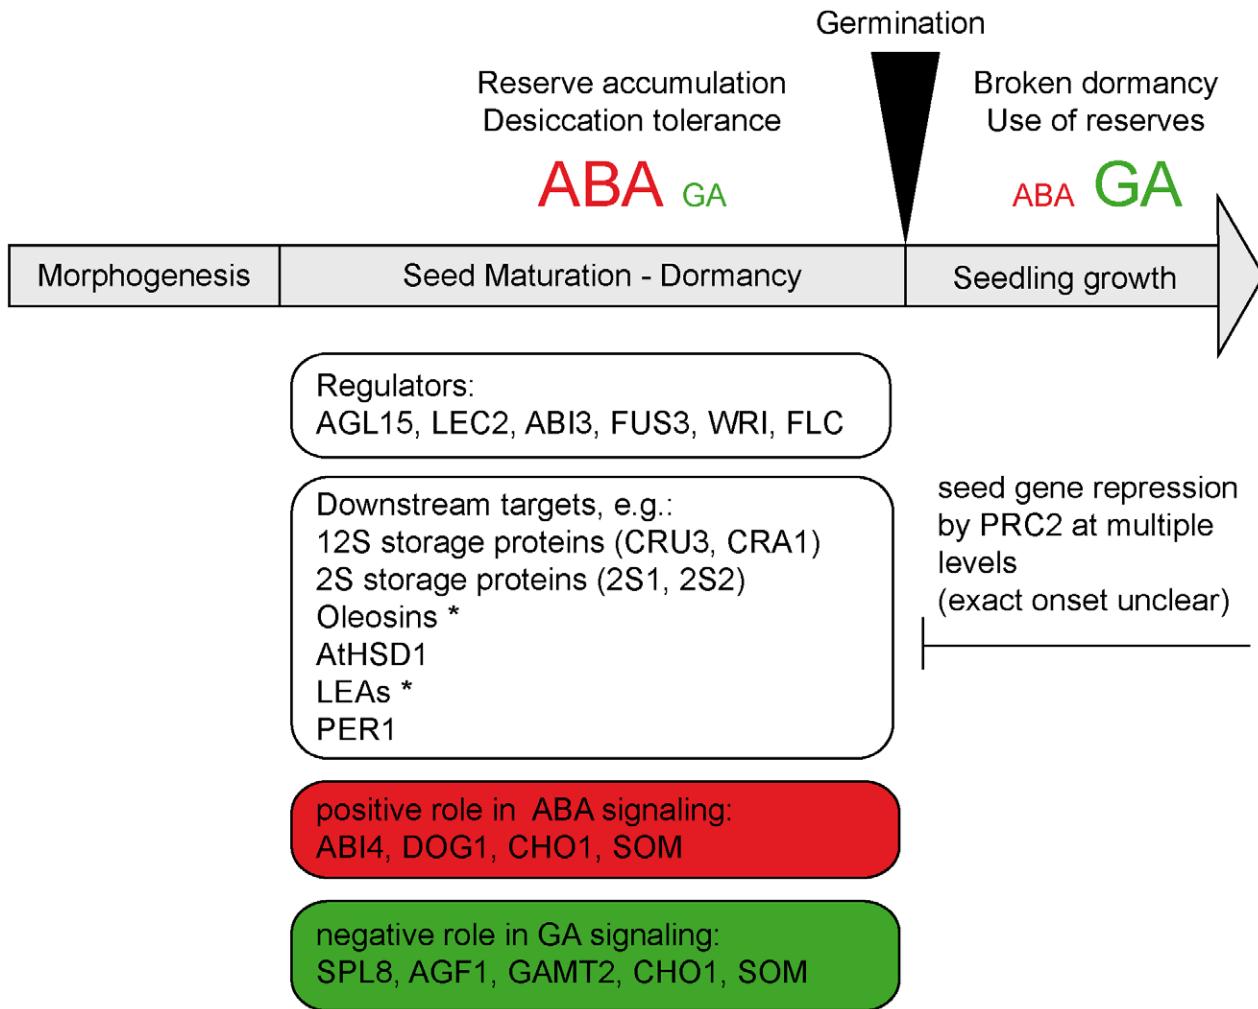 Germination
Reserve accumulation
Desiccation tolerance
Broken dormancy
Use of reserves
ABA GA
ABA GA
Morphogenesis
Seed Maturation - Dormancy
Seedling growth
Regulators:
AGL15, LEC2, ABI3, FUS3, WRI, FLC
Downstream targets, e.g.:
12S storage proteins (CRU3, CRA1)
2S storage proteins (2S1, 2S2)
Oleosins *
AtHSD1
LEAs *
PER1
seed gene repression
by PRC2 at multiple
levels
(exact onset unclear)
positive role in ABA signaling:
ABI4, DOG1, CHO1, SOM
negative role in GA signaling:
SPL8, AGF1, GAMT2, CHO1, SOM